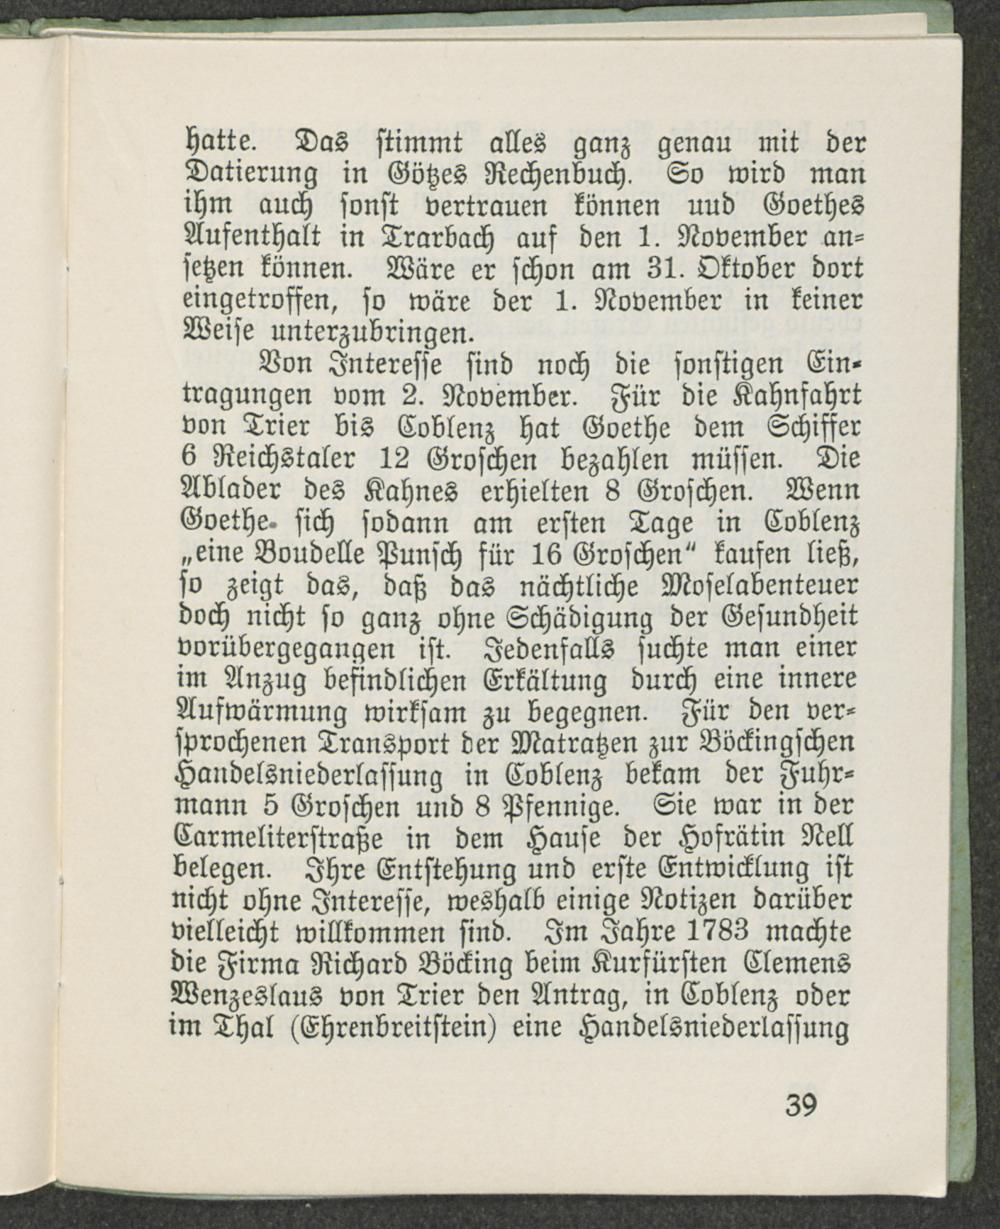 hatte. Das stimmt alles ganz genau mit der
Datierung in Götzes Rechenbuch. So wird man
ihm auch sonst vertrauen können uud Goethes
Aufenthalt in Trarbach auf den 1. November an-
setzen können. Wäre er schon am 31. Oktober dort
eingetroffen, so wäre der 1. November in keiner
Weise unterzubringen.
Von Interesse sind noch die sonstigen Ein-
tragungen vom 2. November. Für die Kahnfahrt
von Trier bis Coblenz hat Goethe dem Schiffer
6 Reichstaler 12 Groschen bezahlen müssen. Die
Ablader des Kahnes erhielten 8 Groschen. Wenn
Goethe sich sodann am ersten Tage in Coblenz
„eine Boudelle Punsch für 16 Groschen“ kaufen ließ,
so zeigt das, daß das nächtliche Moselabenteuer
doch nicht so ganz ohne Schädigung der Gesundheit
vorübergegangen ist. Jedenfalls suchte man einer
im Anzug befindlichen Erkältung durch eine innere
Aufwärmung wirksam zu begegnen. Für den ver-
sprochenen Transport der Matratzen zur Böckingschen
Handelsniederlassung in Coblenz bekam der Fuhr-
mann 5 Groschen und 8 Pfennige. Sie war in der
Carmeliterstraße in dem Hause der Hofrätin Nell
belegen. Ihre Entstehung und erste Entwicklung ist
nicht ohne Interesse, weshalb einige Notizen darüber
vielleicht willkommen sind. Im Jahre 1783 machte
die Firma Richard Böcking beim Kurfürsten Clemens
Wenzeslaus von Trier den Antrag, in Coblenz oder
im Thal (Ehrenbreitstein) eine Handelsniederlassung
39